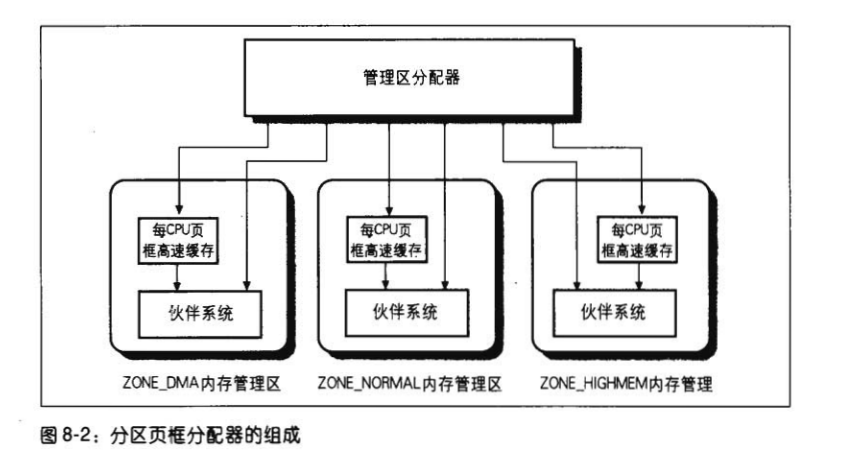 管理区分配器
每CPU页
框高速缓存
每CPU页
框高速缓存
每CPU页
框高速缓存
伙伴系统
伙伴系统
伙伴系统
ZONE_DMA内存管理区
ZONE_NORMAL内存管理区
ZONE_HIGHMEM内存管理
图8-2：分区页框分配器的组成